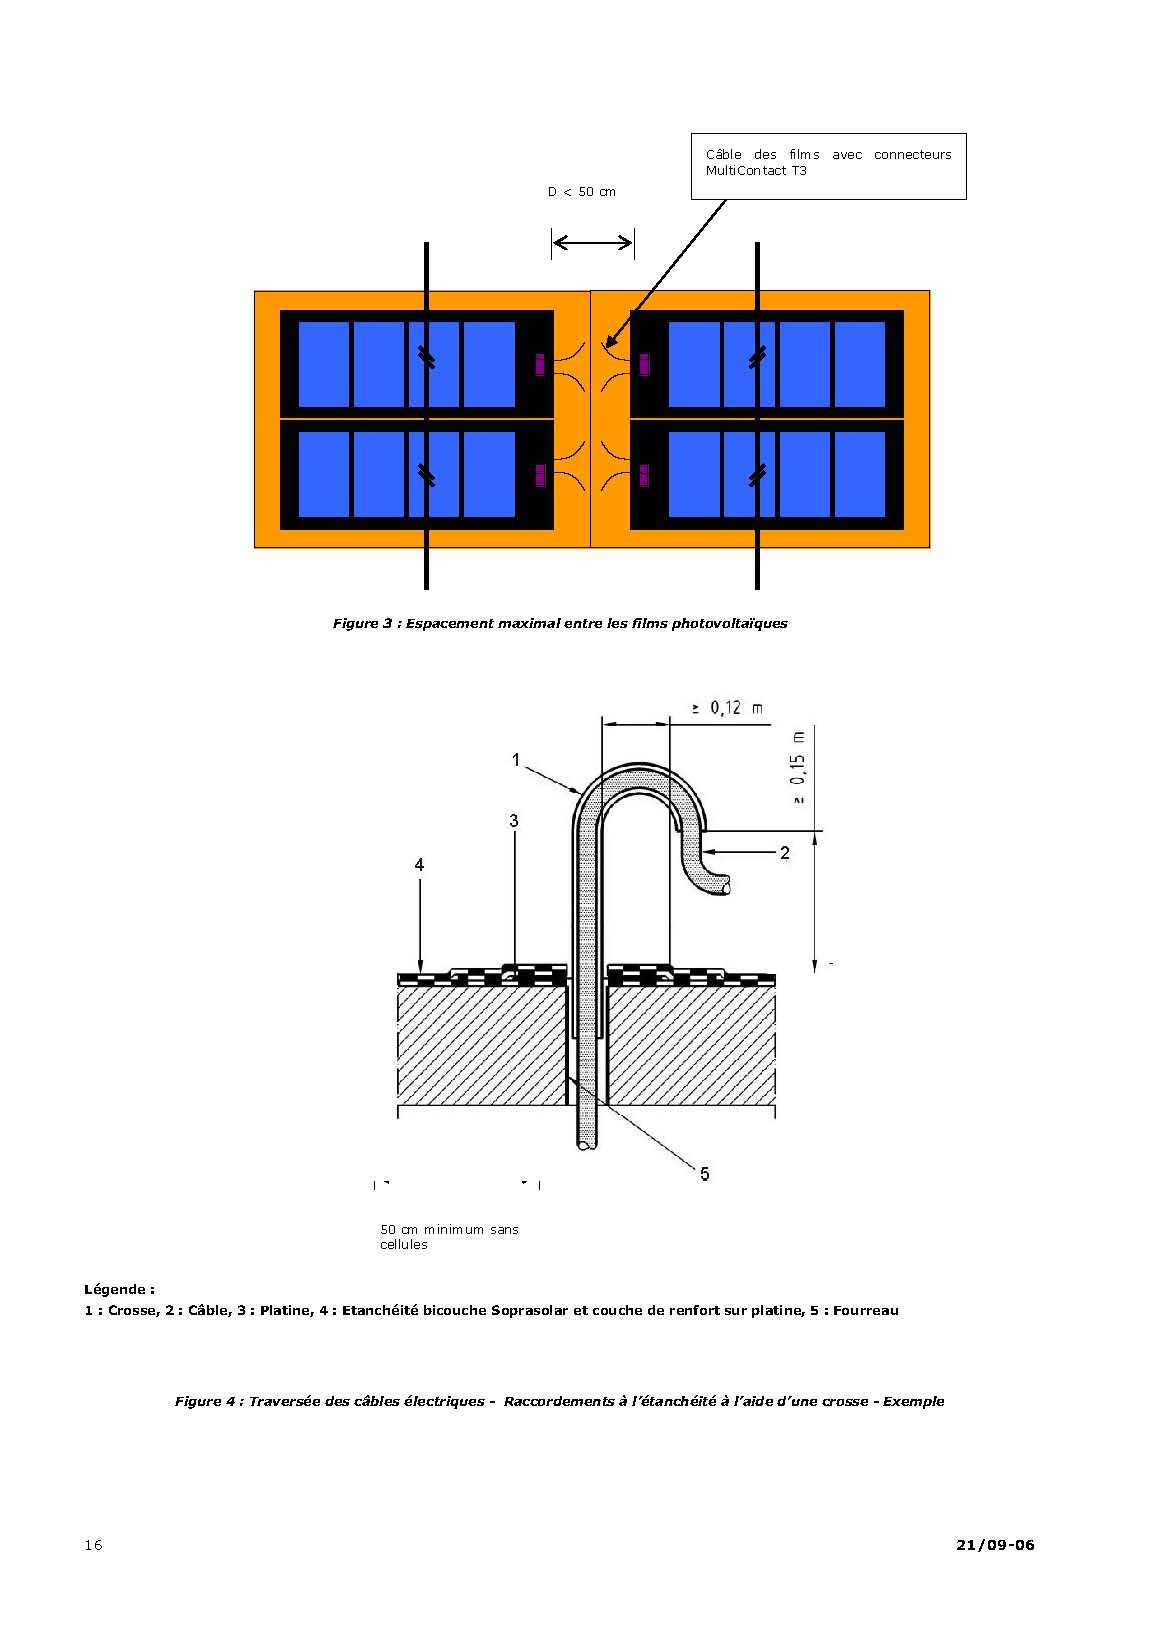 Câble des films avec connecteurs
MultiContact T3
D < 50 cm
Figure 3 : Espacement maximal entre les films photovoltaïques
≥ 0,12 m
≥ 0,15 m
1
3
2
4
5
50 cm minimum sans
cellules
Légende :
1 : Crosse, 2 : Câble, 3 : Platine, 4 : Etanchéité bicouche Soprasolar et couche de renfort sur platine, 5 : Fourreau
Figure 4 : Traversée des câbles électriques - Raccordements à l’étanchéité à l’aide d’une crosse - Exemple
16
21/09-06